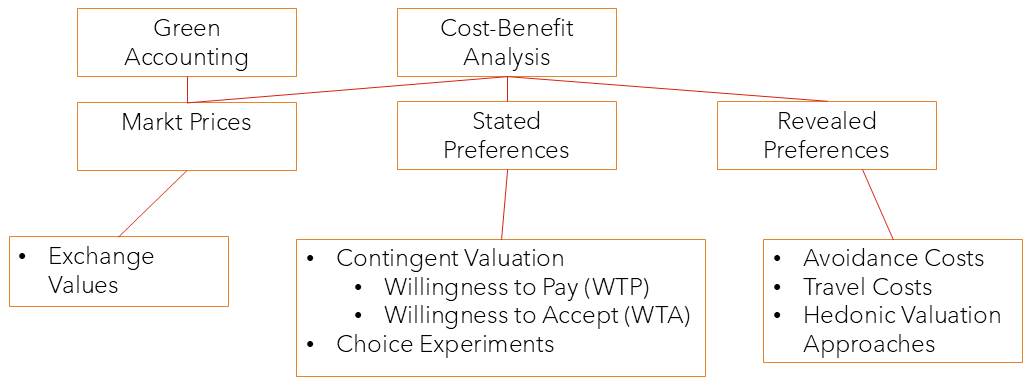 Green
Accounting
Cost-Benefit
Analysis
Markt Prices
Stated
Preferences
Revealed
Preferences
• Exchange
Values
• Contingent Valuation
• Willingness to Pay (WTP)
• Willingness to Accept (WTA)
• Choice Experiments
• Avoidance Costs
• Travel Costs
• Hedonic Valuation
Approaches